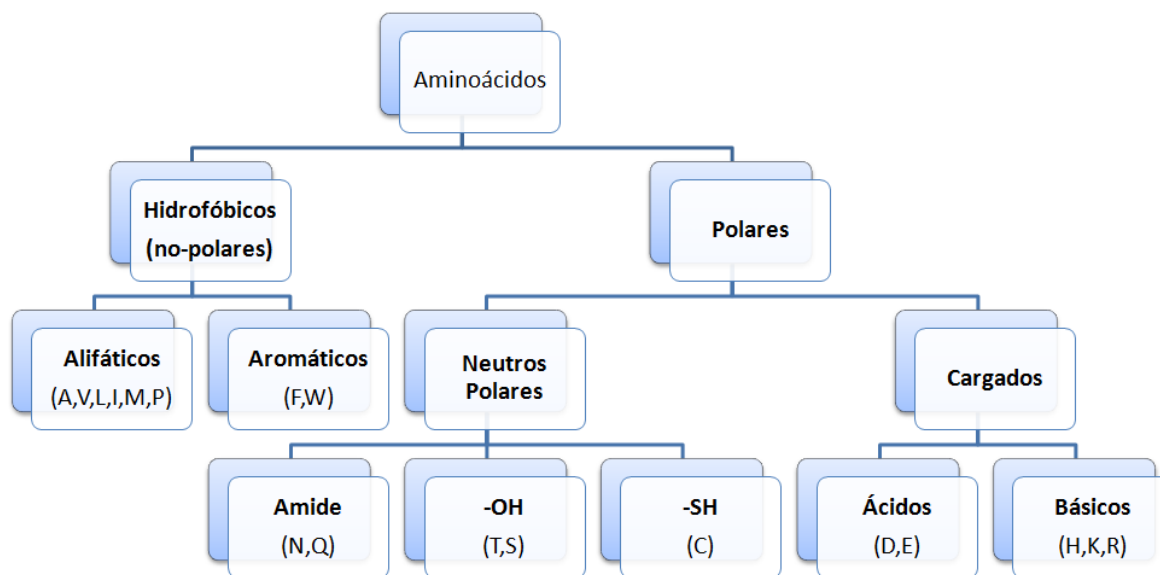 Aminoácidos
Hidrofóbicos
(no-polares)
Polares
Alifáticos
(A,V,L,I,M,P)
Aromáticos
(F,W)
Neutros
Polares
Cargados
Amide
(N,Q)
-OH
(T,S)
-SH
(C)
Ácidos
(D,E)
Básicos
(H,K,R)